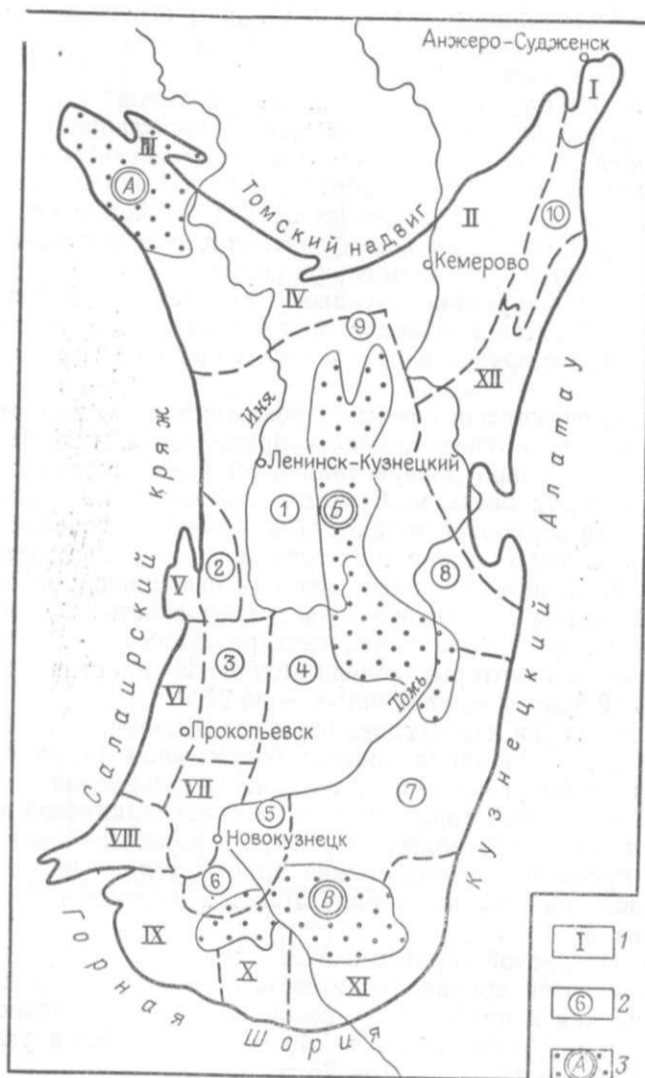 Анжеро-Судженск
I
III
А
Томский надвиг
II
10
Кемерово
IV
9
XII
Иня
Ленинск-Кузнецкий
1
Б
2
8
V
3
4
Томь
VI
Прокопьевск
7
VII
5
VIII
Новокузнецк
6
В
IX
X
XI
Салаирский кряж
Кузнецкий Алатау
Горная Шория
I 1
6 2
А 3